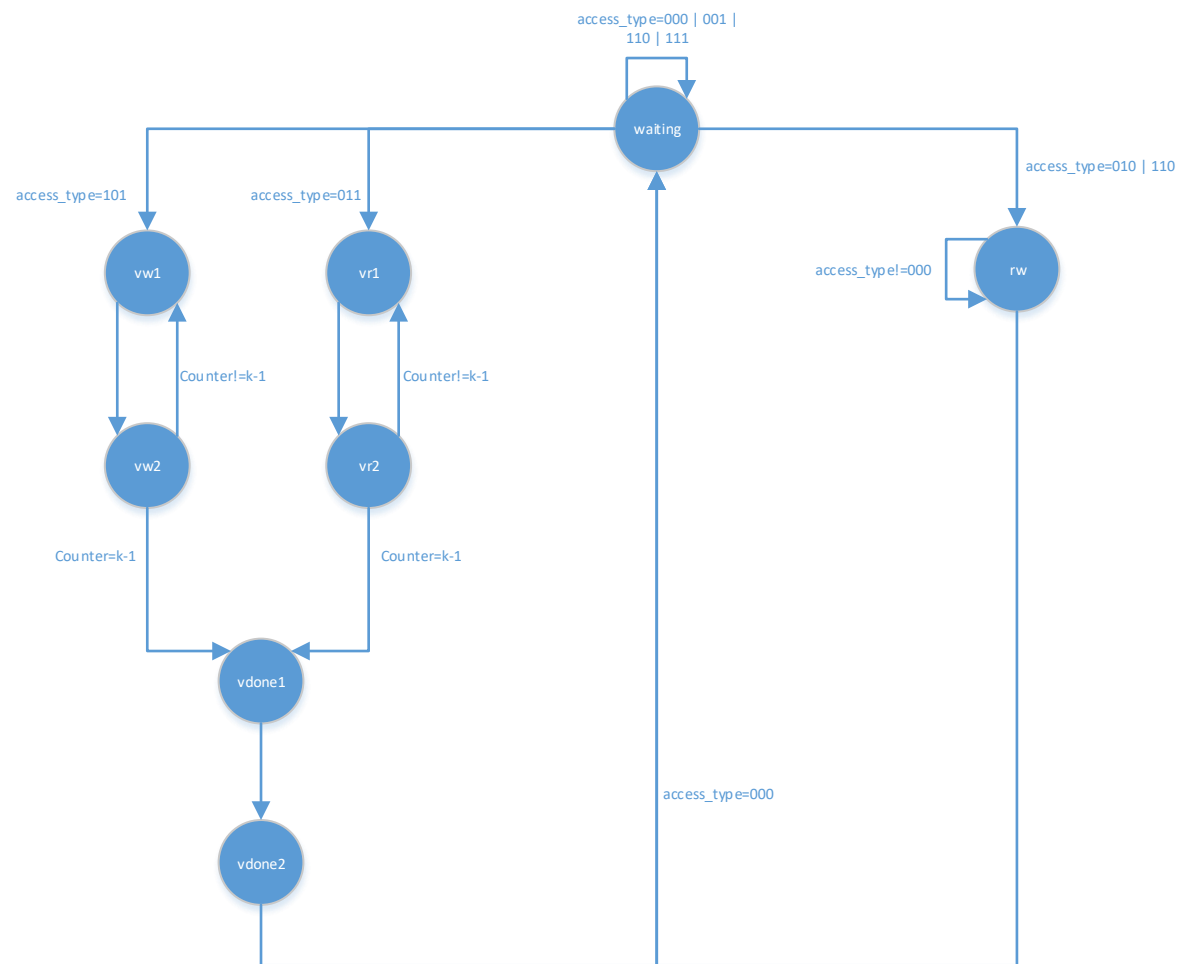 access_type=000 | 001 |
110 | 111
waiting
access_type=010 | 110
access_type=101
access_type=011
vw1
vr1
access_type!=000
rw
Counter!=k-1
Counter!=k-1
vw2
vr2
Counter=k-1
Counter=k-1
vdone1
access_type=000
vdone2